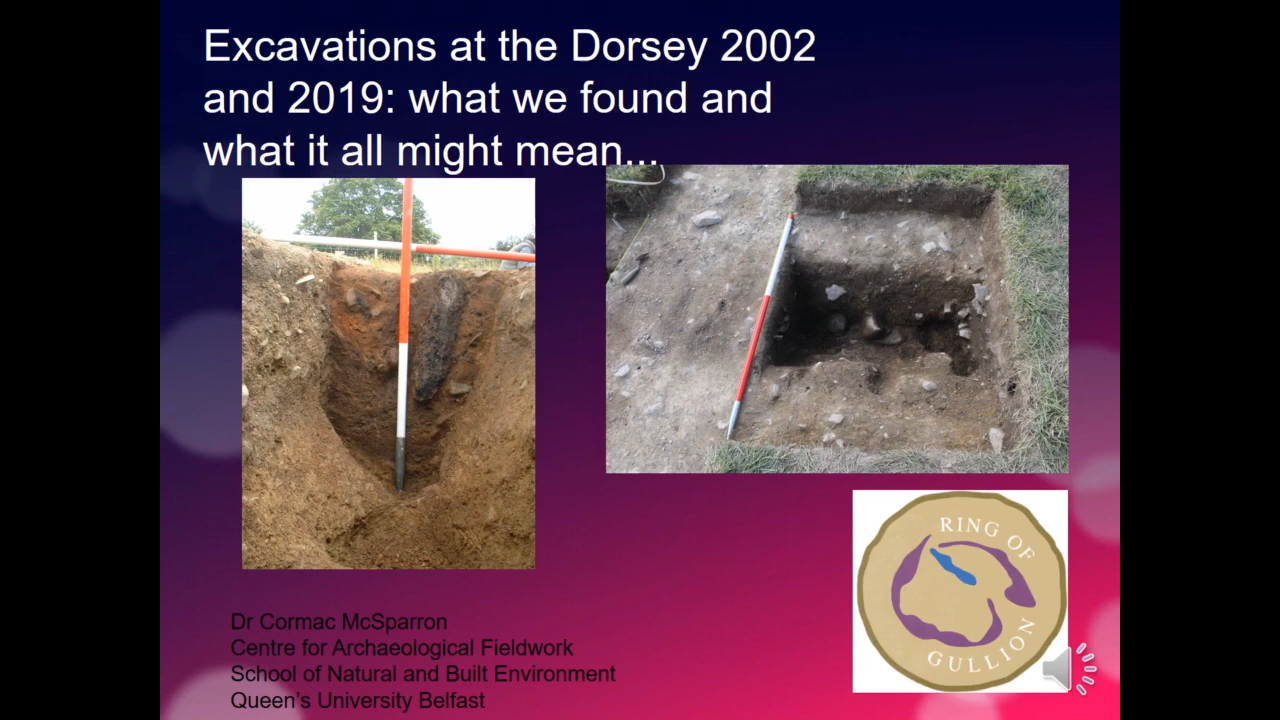 Excavations at the Dorsey 2002
and 2019: what we found and
what it all might mean...
RING OF
GULLION
Dr Cormac McSparron
Centre for Archaeological Fieldwork
School of Natural and Built Environment
Queen's University Belfast